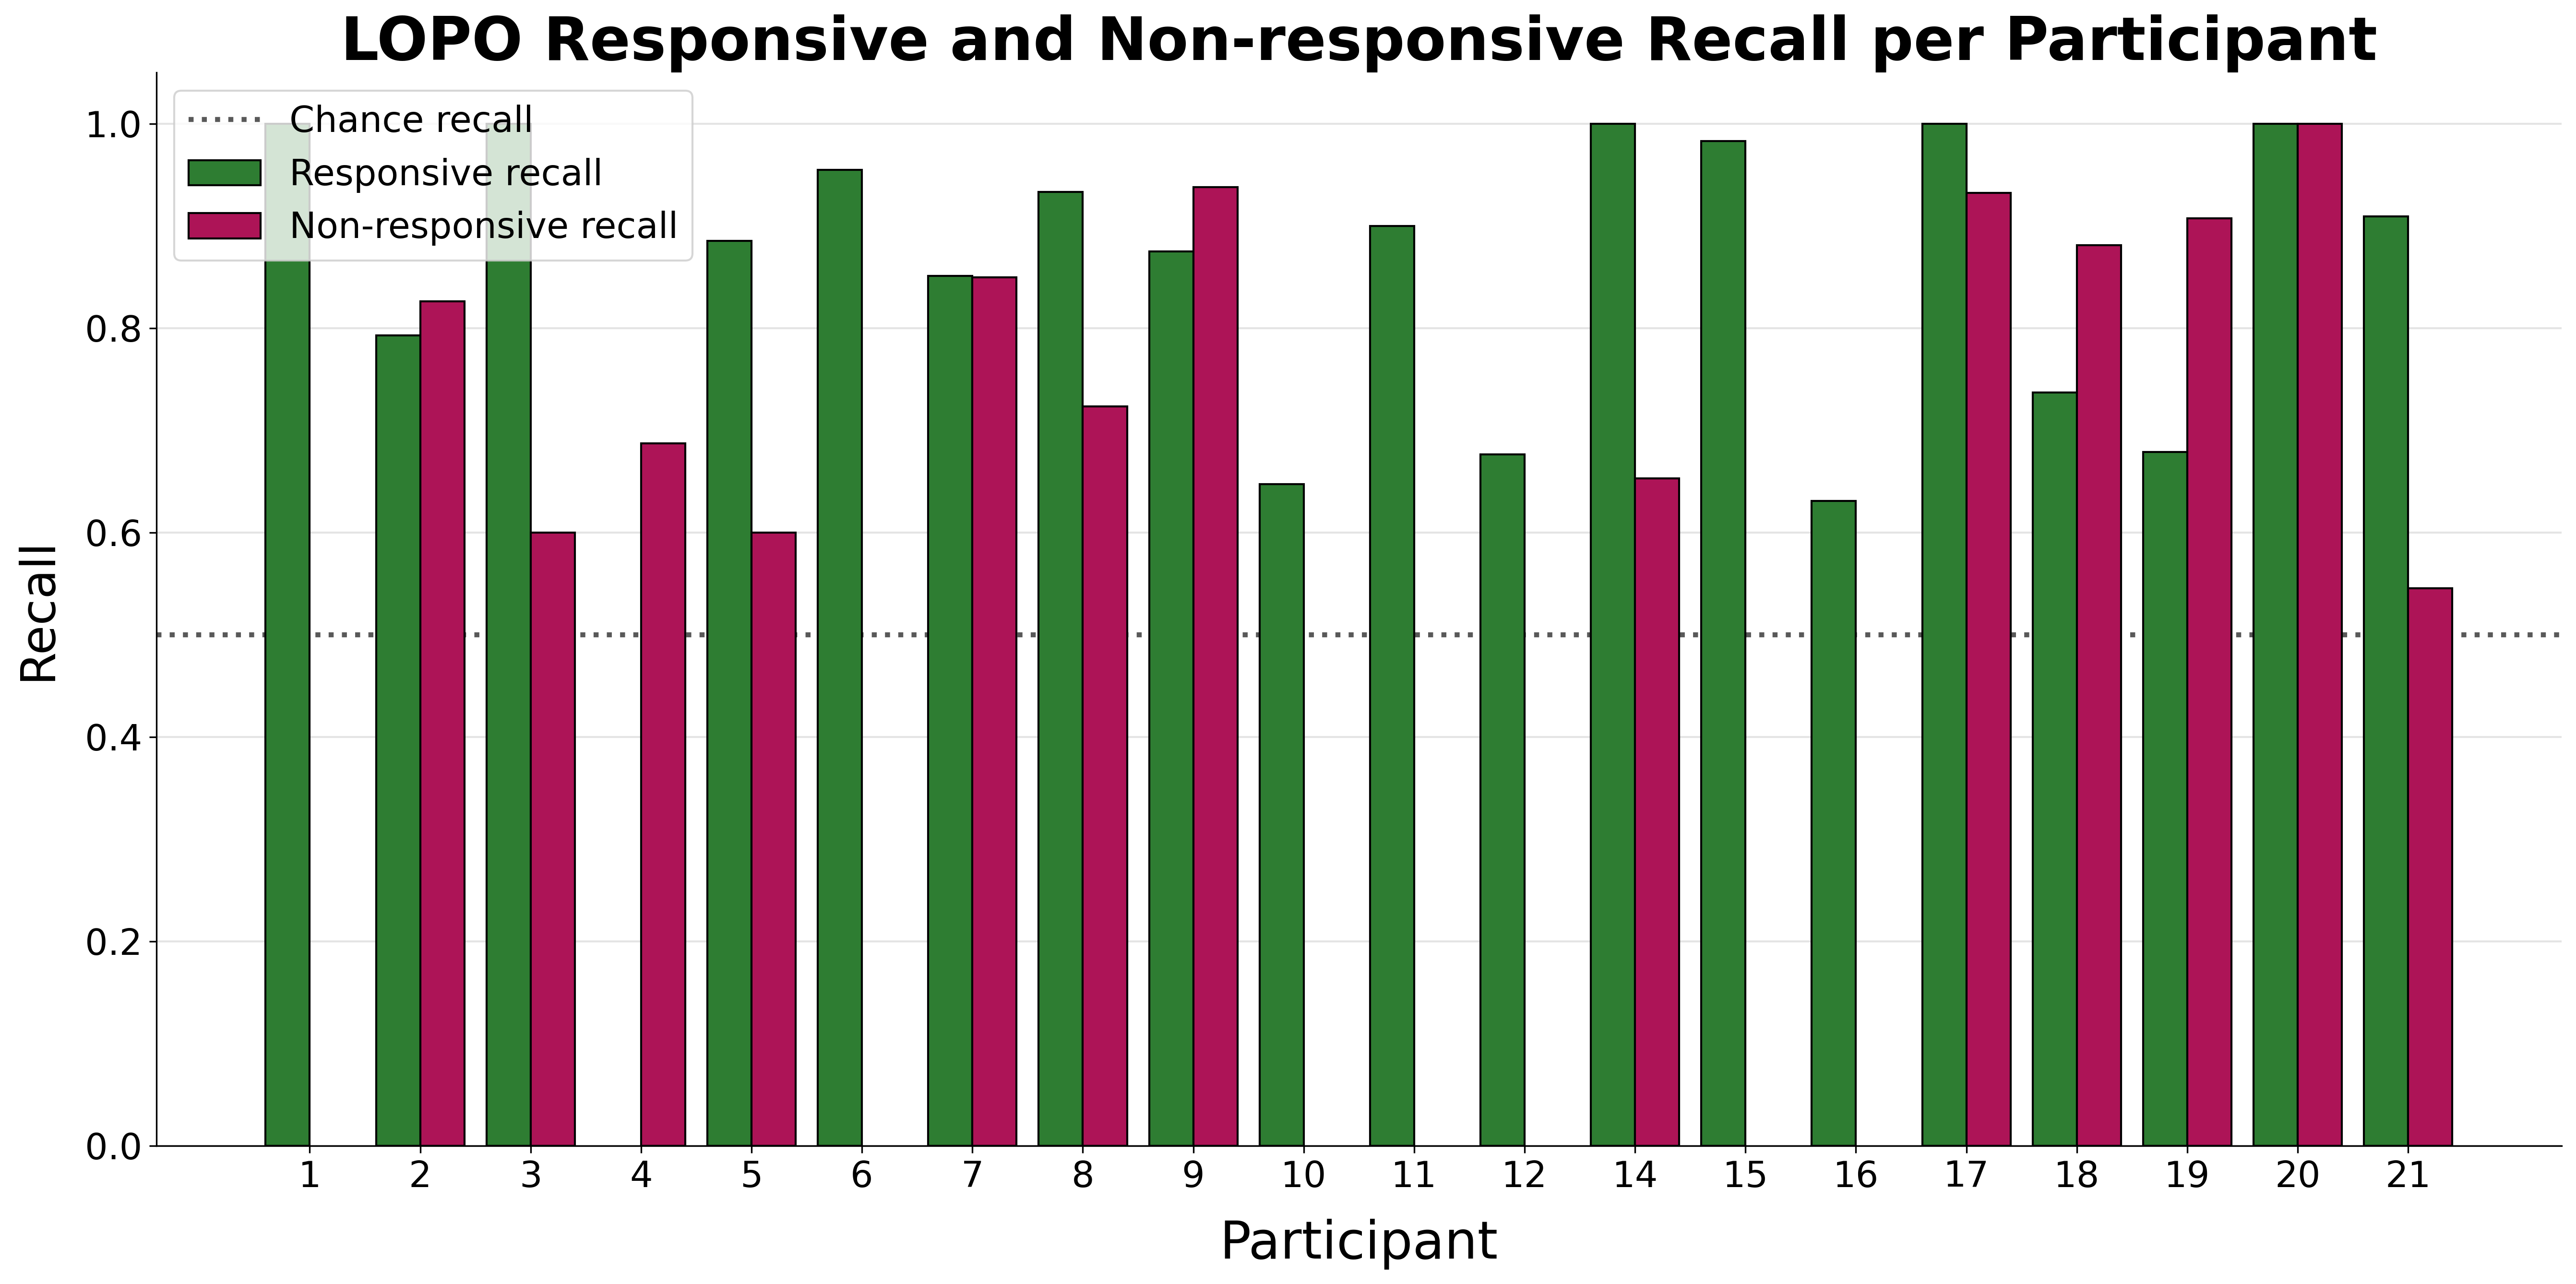 LOPO Responsive and Non-responsive Recall per Participant
Chance recall
Responsive recall
Non-responsive recall
1.0
0.8
0.6
0.4
0.2
0.0
Recall
1 2 3 4 5 6 7 8 9 10 11 12 14 15 16 17 18 19 20 21
Participant